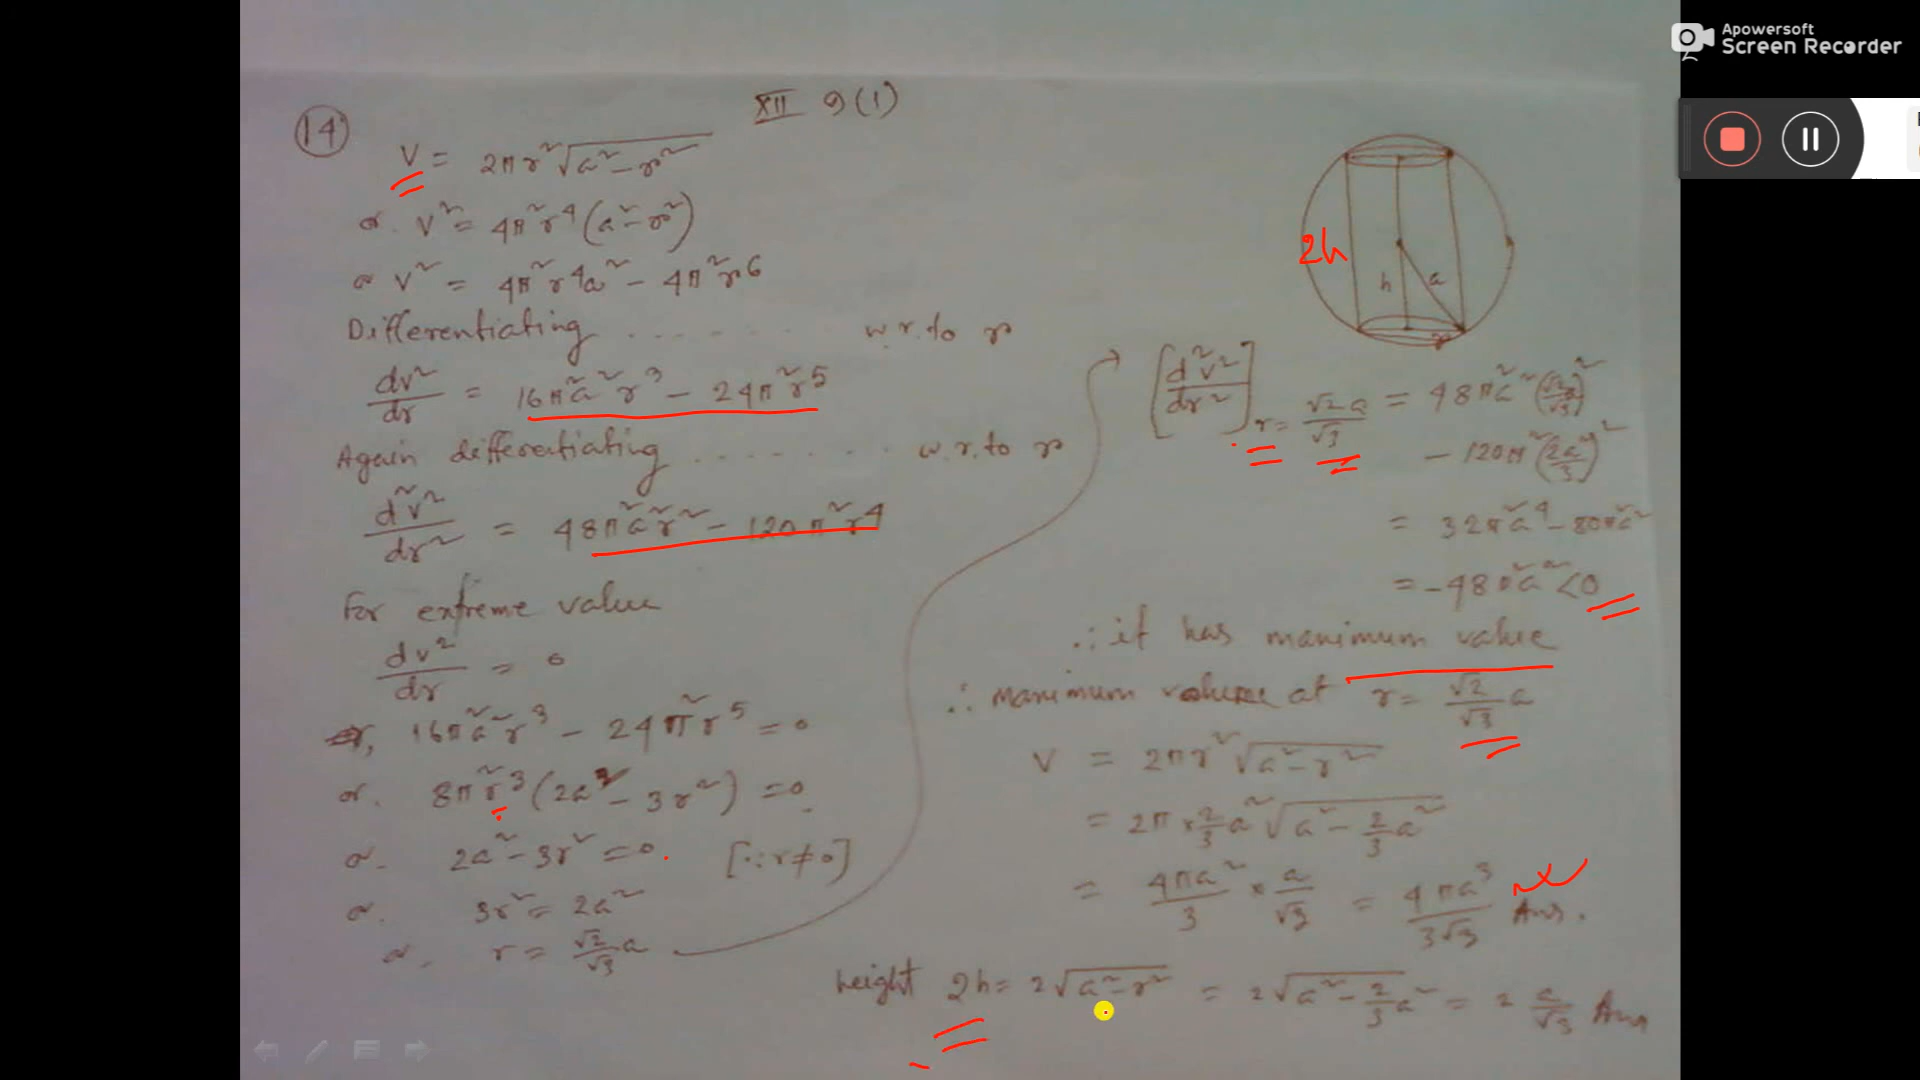 Apowersoft
Screen Recorder
XII 9(1)
14
V = 2πr²√(a²-r²)
or. V² = 4π²r⁴(a²-r²)
or V² = 4π²r⁴a² - 4π²r⁶
Differentiating ........ w.r.to r
dv²/dr = 16π²a²r³ - 24π²r⁵
Again differentiating ........ w.r.to r
d²v²/dr² = 48π²a²r² - 120π²r⁴
For extreme value
dv²/dr = 0
or, 16π²a²r³ - 24π²r⁵ = 0
or. 8π²r³(2a² - 3r²) = 0
or. 2a² - 3r² = 0. [∵ r ≠ 0]
or. 3r² = 2a²
or. r = √2/√3 a
2h
h a
r
[d²v²/dr²] r = √2a/√3 = 48π²a²(√2a/√3)²
- 120π²(2a²/3)²
= 32π²a⁴ - 80π²a²
= -48π²a² < 0
∴ it has maximum value
∴ maximum volume at r = √2/√3 a
V = 2πr²√(a²-r²)
= 2π × 2/3 a²√(a² - 2/3 a²)
= 4πa²/3 × a/√3 = 4πa³/3√3 Ans.
height 2h = 2√(a²-r²) = 2√(a² - 2/3 a²) = 2 a/√3 Ans